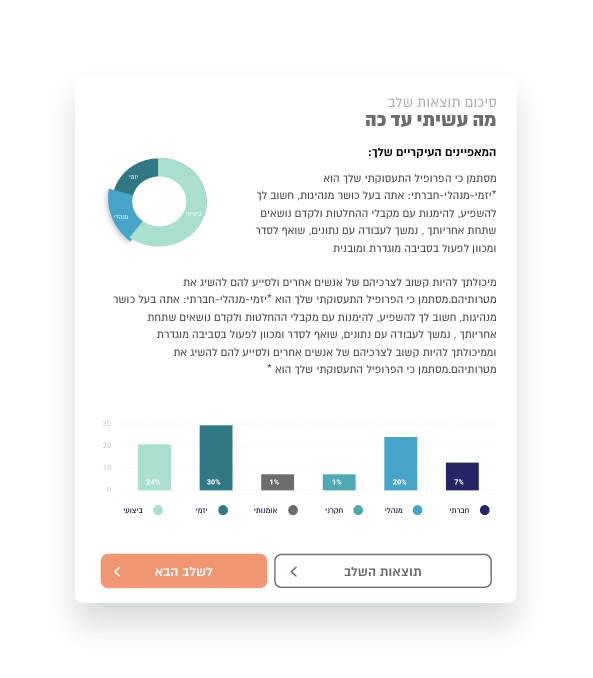 סיכום תוצאות שלב
מה עשיתי עד כה
המאפיינים העיקריים שלך:
מסתמן כי הפרופיל התעסוקתי שלך הוא
*יזמי-מנהלי-חברתי: אתה בעל כושר מנהיגות, חשוב לך
להשפיע, להימנות עם מקבלי ההחלטות ולקדם נושאים
שתחת אחריותך , נמשך לעבודה עם נתונים, שואף לסדר
ומכוון לפעול בסביבה מוגדרת ומובנית
יזמי
ביצועי
מנהלי
מיכולתך להיות קשוב לצרכיהם של אנשים אחרים ולסייע להם להשיג את
מטרותיהם.מסתמן כי הפרופיל התעסוקתי שלך הוא *יזמי-מנהלי-חברתי: אתה בעל כושר
מנהיגות, חשוב לך להשפיע, להימנות עם מקבלי ההחלטות ולקדם נושאים שתחת
אחריותך , נמשך לעבודה עם נתונים, שואף לסדר ומכוון לפעול בסביבה מוגדרת
וממיכולתך להיות קשוב לצרכיהם של אנשים אחרים ולסייע להם להשיג את
מטרותיהם.מסתמן כי הפרופיל התעסוקתי שלך הוא *
30
20
10
0
24%
30%
1%
1%
20%
7%
חברתי
מנהלי
חקרני
אומנותי
יזמי
ביצועי
תוצאות השלב
לשלב הבא